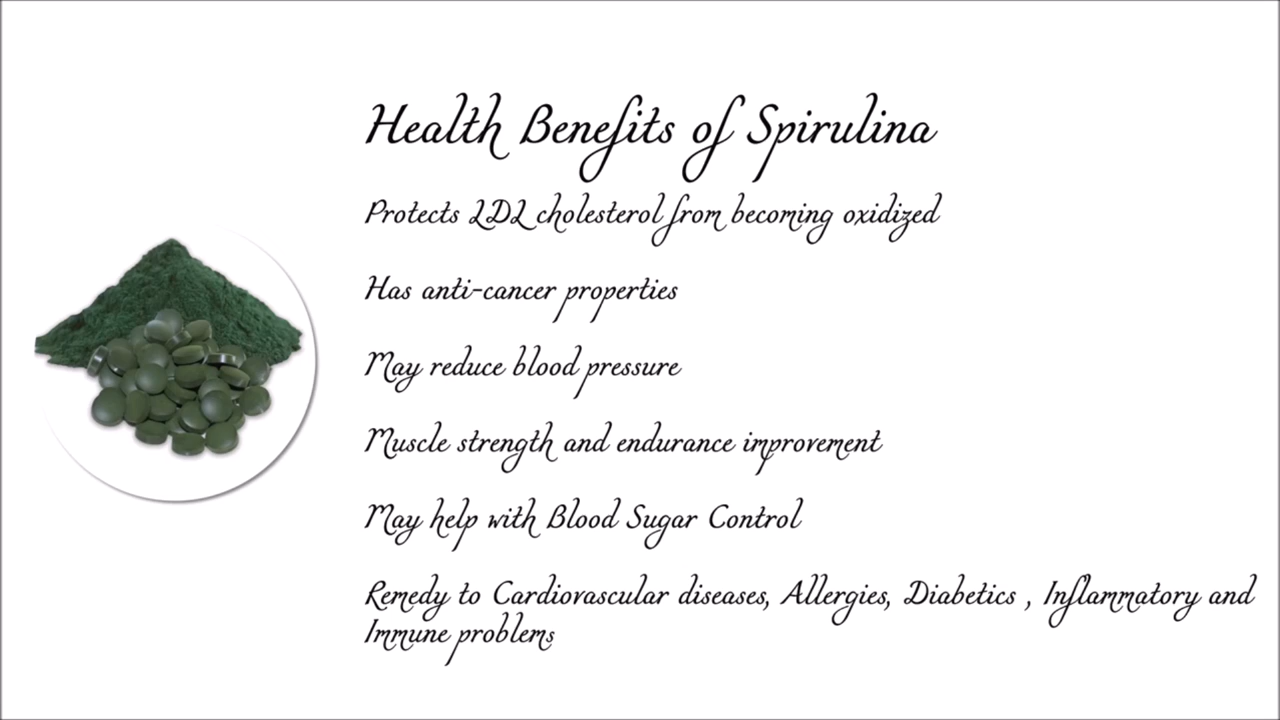 Health Benefits of Spirulina
Protects LDL cholesterol from becoming oxidized
Has anti-cancer properties
May reduce blood pressure
Muscle strength and endurance improvement
May help with Blood Sugar Control
Remedy to Cardiovascular diseases, Allergies, Diabetics , Inflammatory and
Immune problems